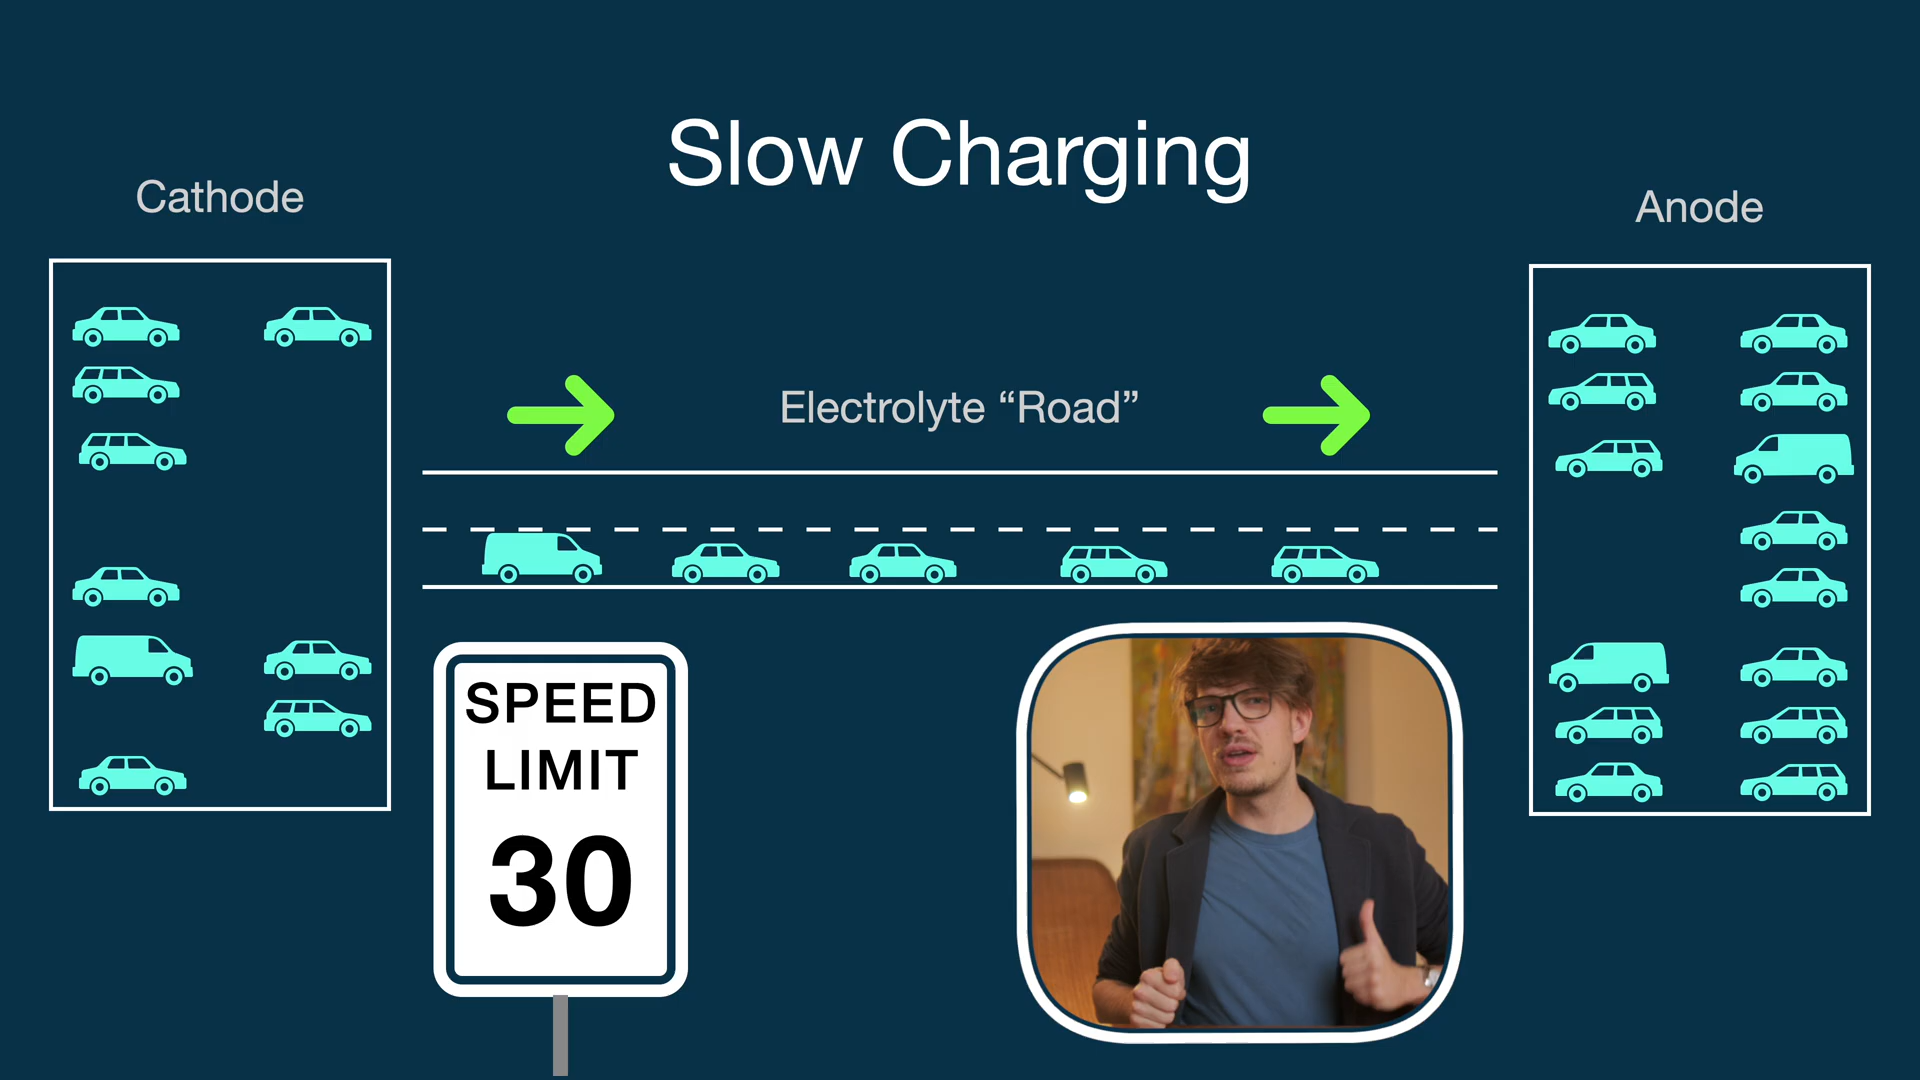 Slow Charging
Cathode
Anode
Electrolyte “Road”
SPEED
LIMIT
30